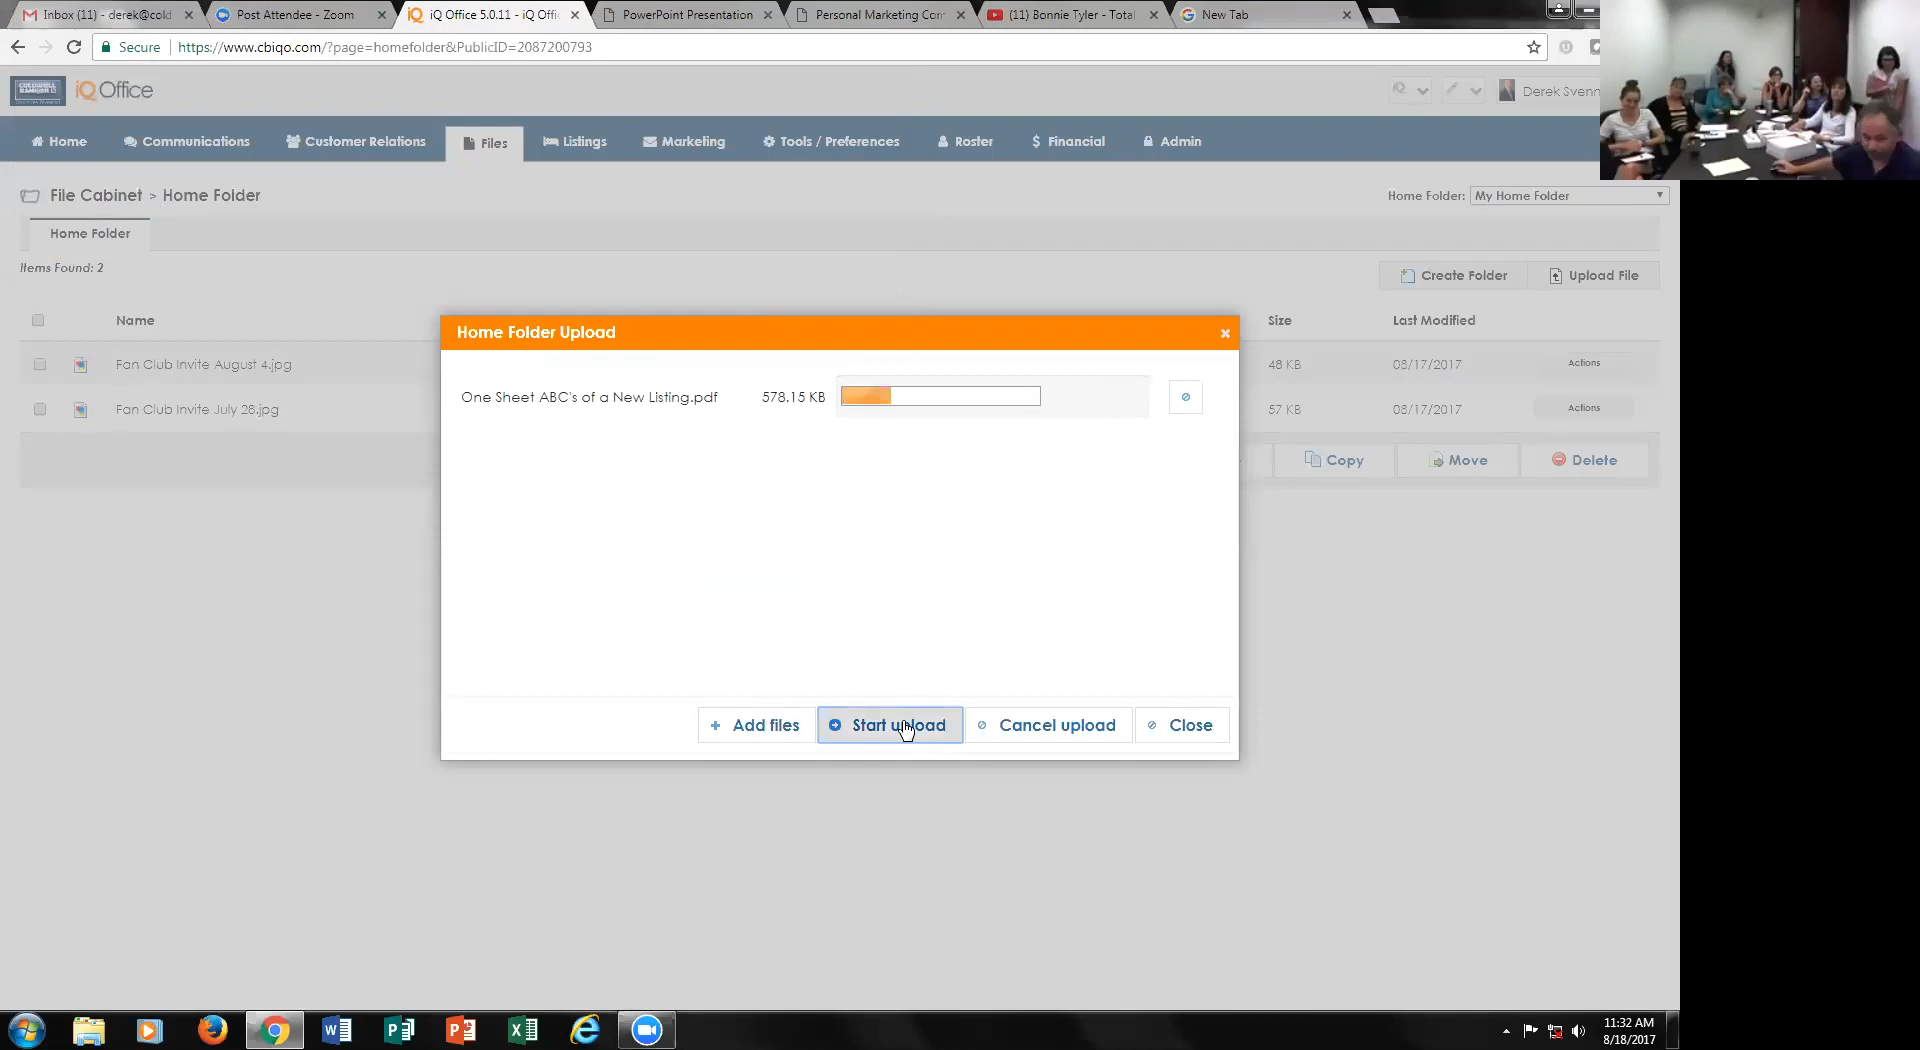 Inbox (11) - derek@cold
Post Attendee - Zoom
iQ Office 5.0.11 - iQ Offi
PowerPoint Presentation
Personal Marketing Con
(11) Bonnie Tyler - Total
New Tab
Secure
https://www.cbiqo.com/?page=homefolder&PublicID=2087200793
COLDWELL BANKER
iQ Office
Derek Svenn
Home
Communications
Customer Relations
Files
Listings
Marketing
Tools / Preferences
Roster
Financial
Admin
File Cabinet > Home Folder
Home Folder: My Home Folder
Home Folder
Items Found: 2
Create Folder
Upload File
Name
Size
Last Modified
Fan Club Invite August 4.jpg
48 KB
08/17/2017
Actions
Fan Club Invite July 28.jpg
57 KB
08/17/2017
Actions
Copy
Move
Delete
Home Folder Upload
One Sheet ABC's of a New Listing.pdf
578.15 KB
Add files
Start upload
Cancel upload
Close
11:32 AM
8/18/2017